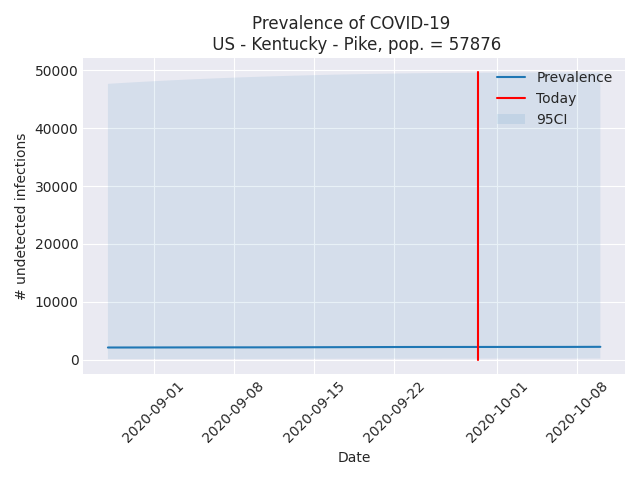 Prevalence of COVID-19
US - Kentucky - Pike, pop. = 57876
50000
40000
30000
20000
10000
0
# undetected infections
Prevalence
Today
95CI
2020-09-01
2020-09-08
2020-09-15
2020-09-22
2020-10-01
2020-10-08
Date